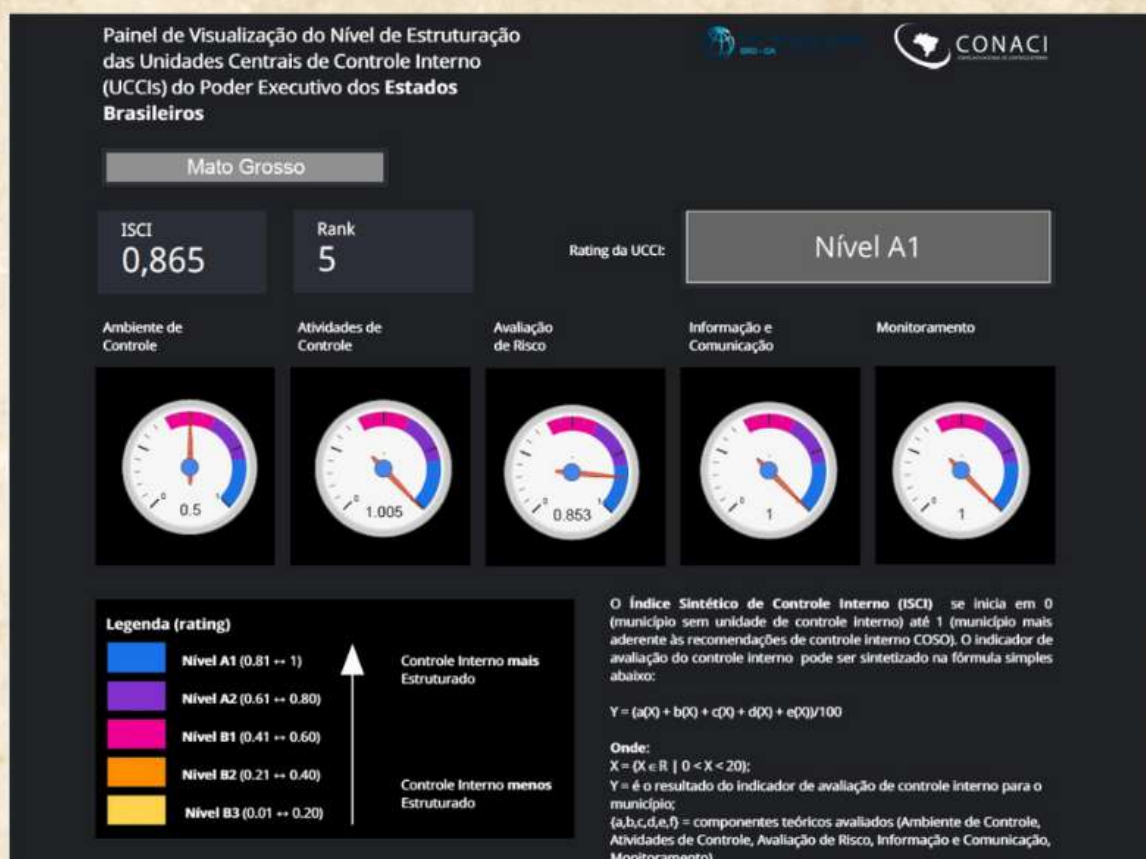 Painel de Visualização do Nível de Estruturação
das Unidades Centrais de Controle Interno
(UCCIs) do Poder Executivo dos Estados
Brasileiros
CONACI
Mato Grosso
ISCI
0,865
Rank
5
Rating da UCCI:
Nível A1
Ambiente de
Controle
Atividades de
Controle
Avaliação
de Risco
Informação e
Comunicação
Monitoramento
0 1
0.5
0
1.005
0 1
0.853
0
1
0
1
Legenda (rating)
Nível A1 (0.81 ↔ 1)
Nível A2 (0.61 ↔ 0.80)
Nível B1 (0.41 ↔ 0.60)
Nível B2 (0.21 ↔ 0.40)
Nível B3 (0.01 ↔ 0.20)
Controle Interno mais
Estruturado
Controle Interno menos
Estruturado
O Índice Sintético de Controle Interno (ISCI) se inicia em 0
(município sem unidade de controle interno) até 1 (município mais
aderente às recomendações de controle interno COSO). O indicador de
avaliação do controle interno pode ser sintetizado na fórmula simples
abaixo:
Y = (a(X) + b(X) + c(X) + d(X) + e(X))/100
Onde:
X = {X ∈ ℝ | 0 < X < 20};
Y = é o resultado do indicador de avaliação de controle interno para o
município;
{a,b,c,d,e,f} = componentes teóricos avaliados (Ambiente de Controle,
Atividades de Controle, Avaliação de Risco, Informação e Comunicação,
Monitoramento)